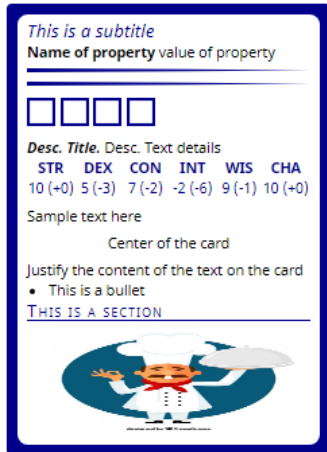 This is a subtitle
Name of property value of property
Desc. Title. Desc. Text details
STR DEX CON INT WIS CHA
10 (+0) 5 (-3) 7 (-2) -2 (-6) 9 (-1) 10 (+0)
Sample text here
Center of the card
Justify the content of the text on the card
• This is a bullet
THIS IS A SECTION